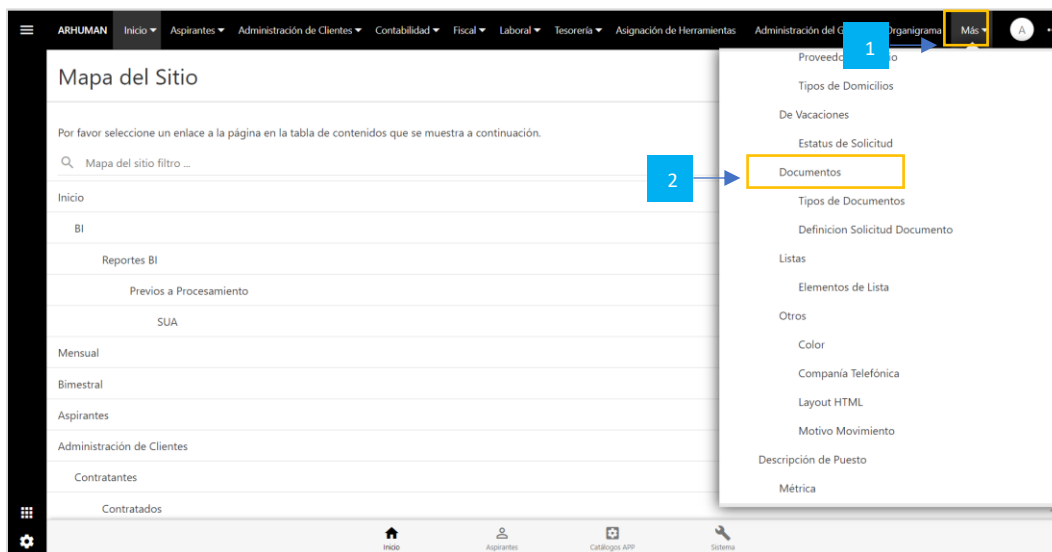 ARHUMAN Inicio Aspirantes Administración de Clientes Contabilidad Fiscal Laboral Tesorería Asignación de Herramientas Administración del Organigrama Más A
1
Mapa del Sitio
Por favor seleccione un enlace a la página en la tabla de contenidos que se muestra a continuación.
Mapa del sitio filtro ...
Inicio
BI
Reportes BI
Previos a Procesamiento
SUA
Mensual
Bimestral
Aspirantes
Administración de Clientes
Contratantes
Contratados
Tipos de Domicilios
De Vacaciones
Estatus de Solicitud
2
Documentos
Tipos de Documentos
Definicion Solicitud Documento
Listas
Elementos de Lista
Otros
Color
Companía Telefónica
Layout HTML
Motivo Movimiento
Descripción de Puesto
Métrica
Inicio
Aspirantes
Catálogos APP
Sistema